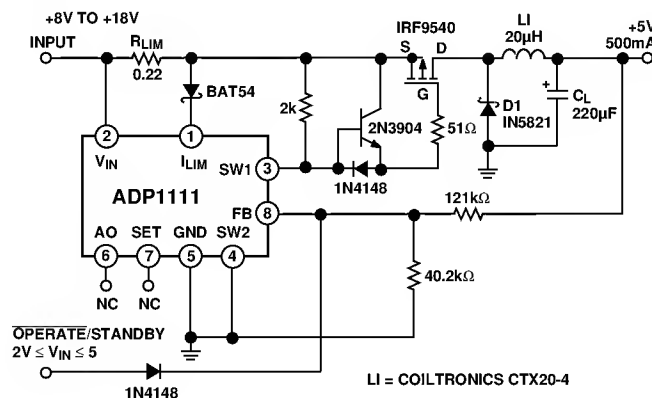 +8V TO +18V
INPUT
RLIM
0.22
BAT54
2k
IRF9540
S
D
G
LI
20µH
+5V
500mA
+
CL
220µF
D1
IN5821
2N3904
51Ω
1N4148
2
VIN
1
ILIM
3
SW1
ADP1111
8
FB
AO
SET
GND
SW2
6
7
5
4
NC
NC
121kΩ
40.2kΩ
OPERATE/STANDBY
2V ≤ VIN ≤ 5
1N4148
LI = COILTRONICS CTX20-4